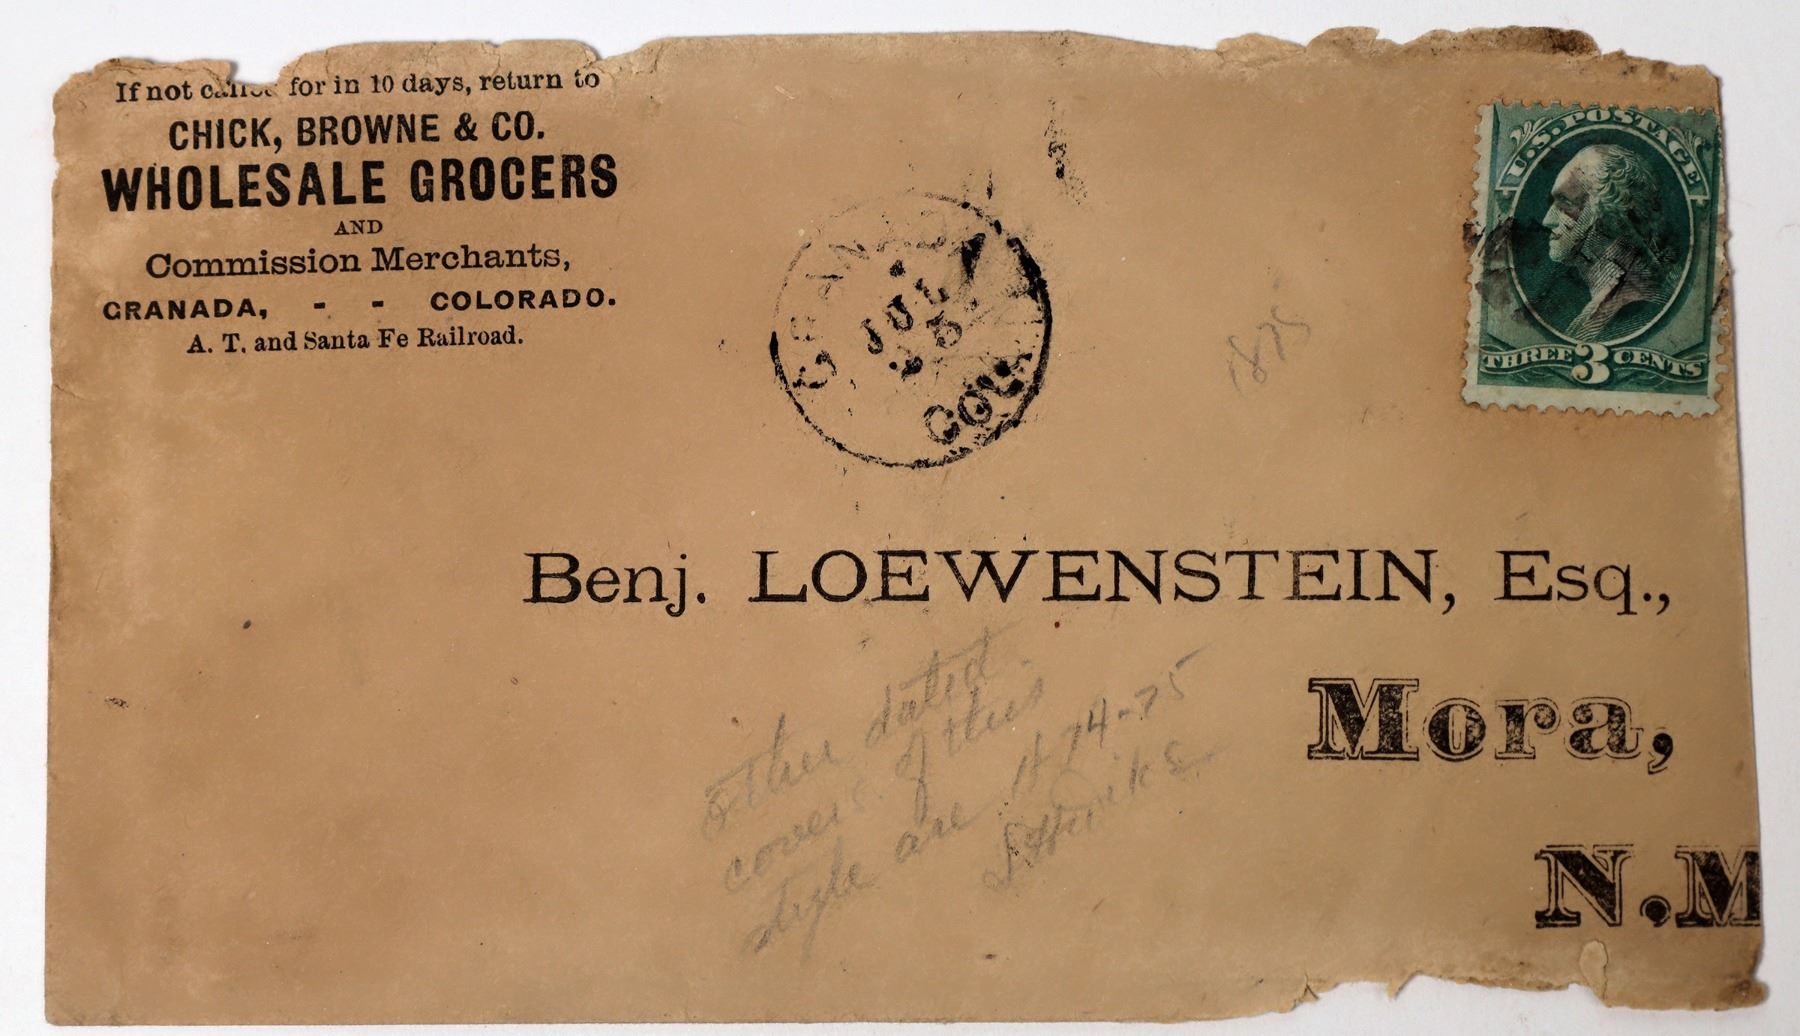 If not called for in 10 days, return to
CHICK, BROWNE & CO.
WHOLESALE GROCERS
AND
Commission Merchants,
GRANADA, - - COLORADO.
A. T. and Santa Fe Railroad.
GRANADA
JUL
23
COL.
U.S. POSTAGE
THREE 3 CENTS
1875
Benj. LOEWENSTEIN, Esq.,
Mora,
N.M
other dated
covers of this
style are 1874-75